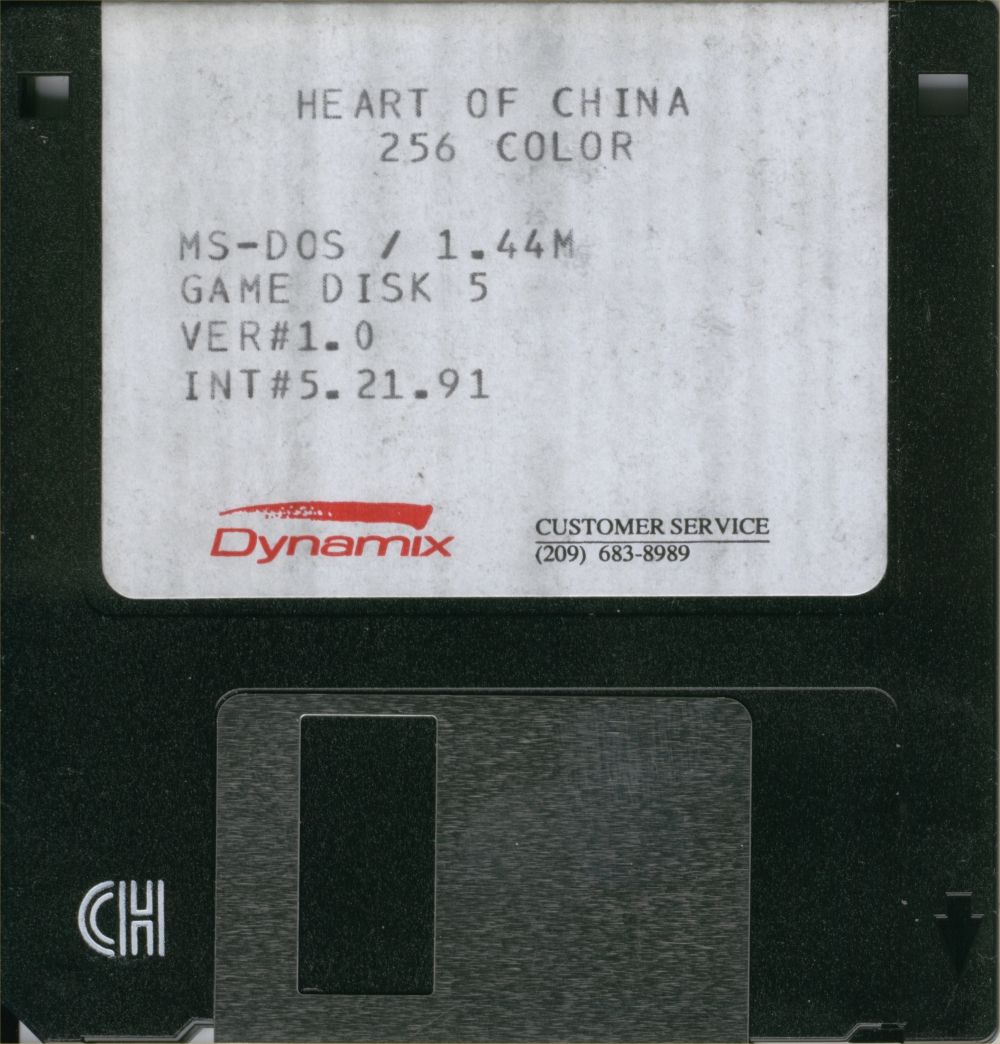 HEART OF CHINA
256 COLOR
MS-DOS / 1.44M
GAME DISK 5
VER#1.0
INT#5.21.91
Dynamix
CUSTOMER SERVICE
(209) 683-8989
CH